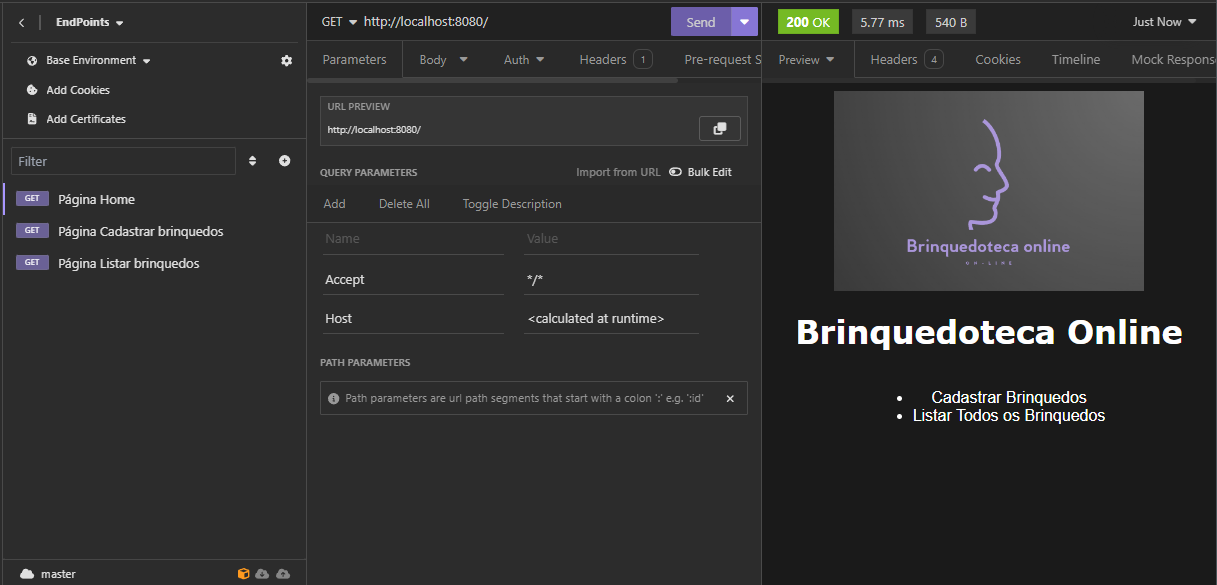 EndPoints
Base Environment
Add Cookies
Add Certificates
Filter
GET Página Home
GET Página Cadastrar brinquedos
GET Página Listar brinquedos
master
GET http://localhost:8080/ Send
Parameters Body Auth Headers 1 Pre-request S
URL PREVIEW
http://localhost:8080/
QUERY PARAMETERS Import from URL Bulk Edit
Add Delete All Toggle Description
Name Value
Accept */*
Host <calculated at runtime>
PATH PARAMETERS
Path parameters are url path segments that start with a colon ':' e.g. ':id'
200 OK 5.77 ms 540 B Just Now
Preview Headers 4 Cookies Timeline Mock Respons
Brinquedoteca online
ON-LINE
Brinquedoteca Online
• Cadastrar Brinquedos
• Listar Todos os Brinquedos